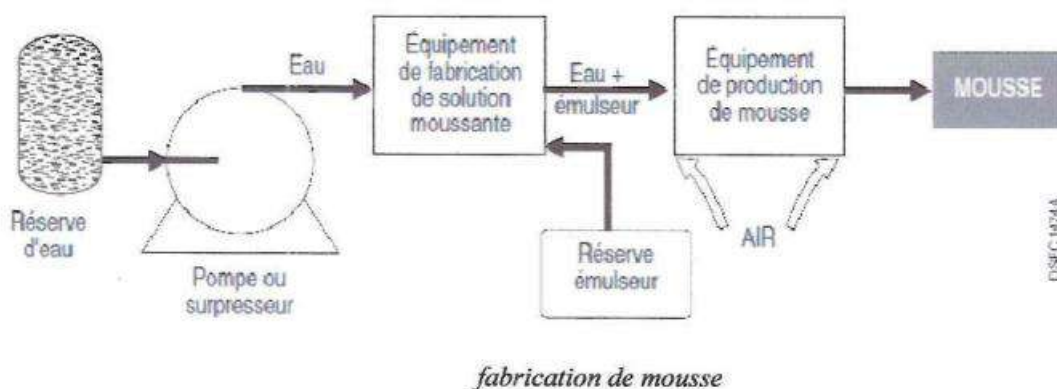 Réserve
d'eau
Pompe ou
surpresseur
Eau
Équipement
de fabrication
de solution
moussante
Eau +
émulseur
Réserve
émulseur
Équipement
de production
de mousse
AIR
MOUSSE
fabrication de mousse